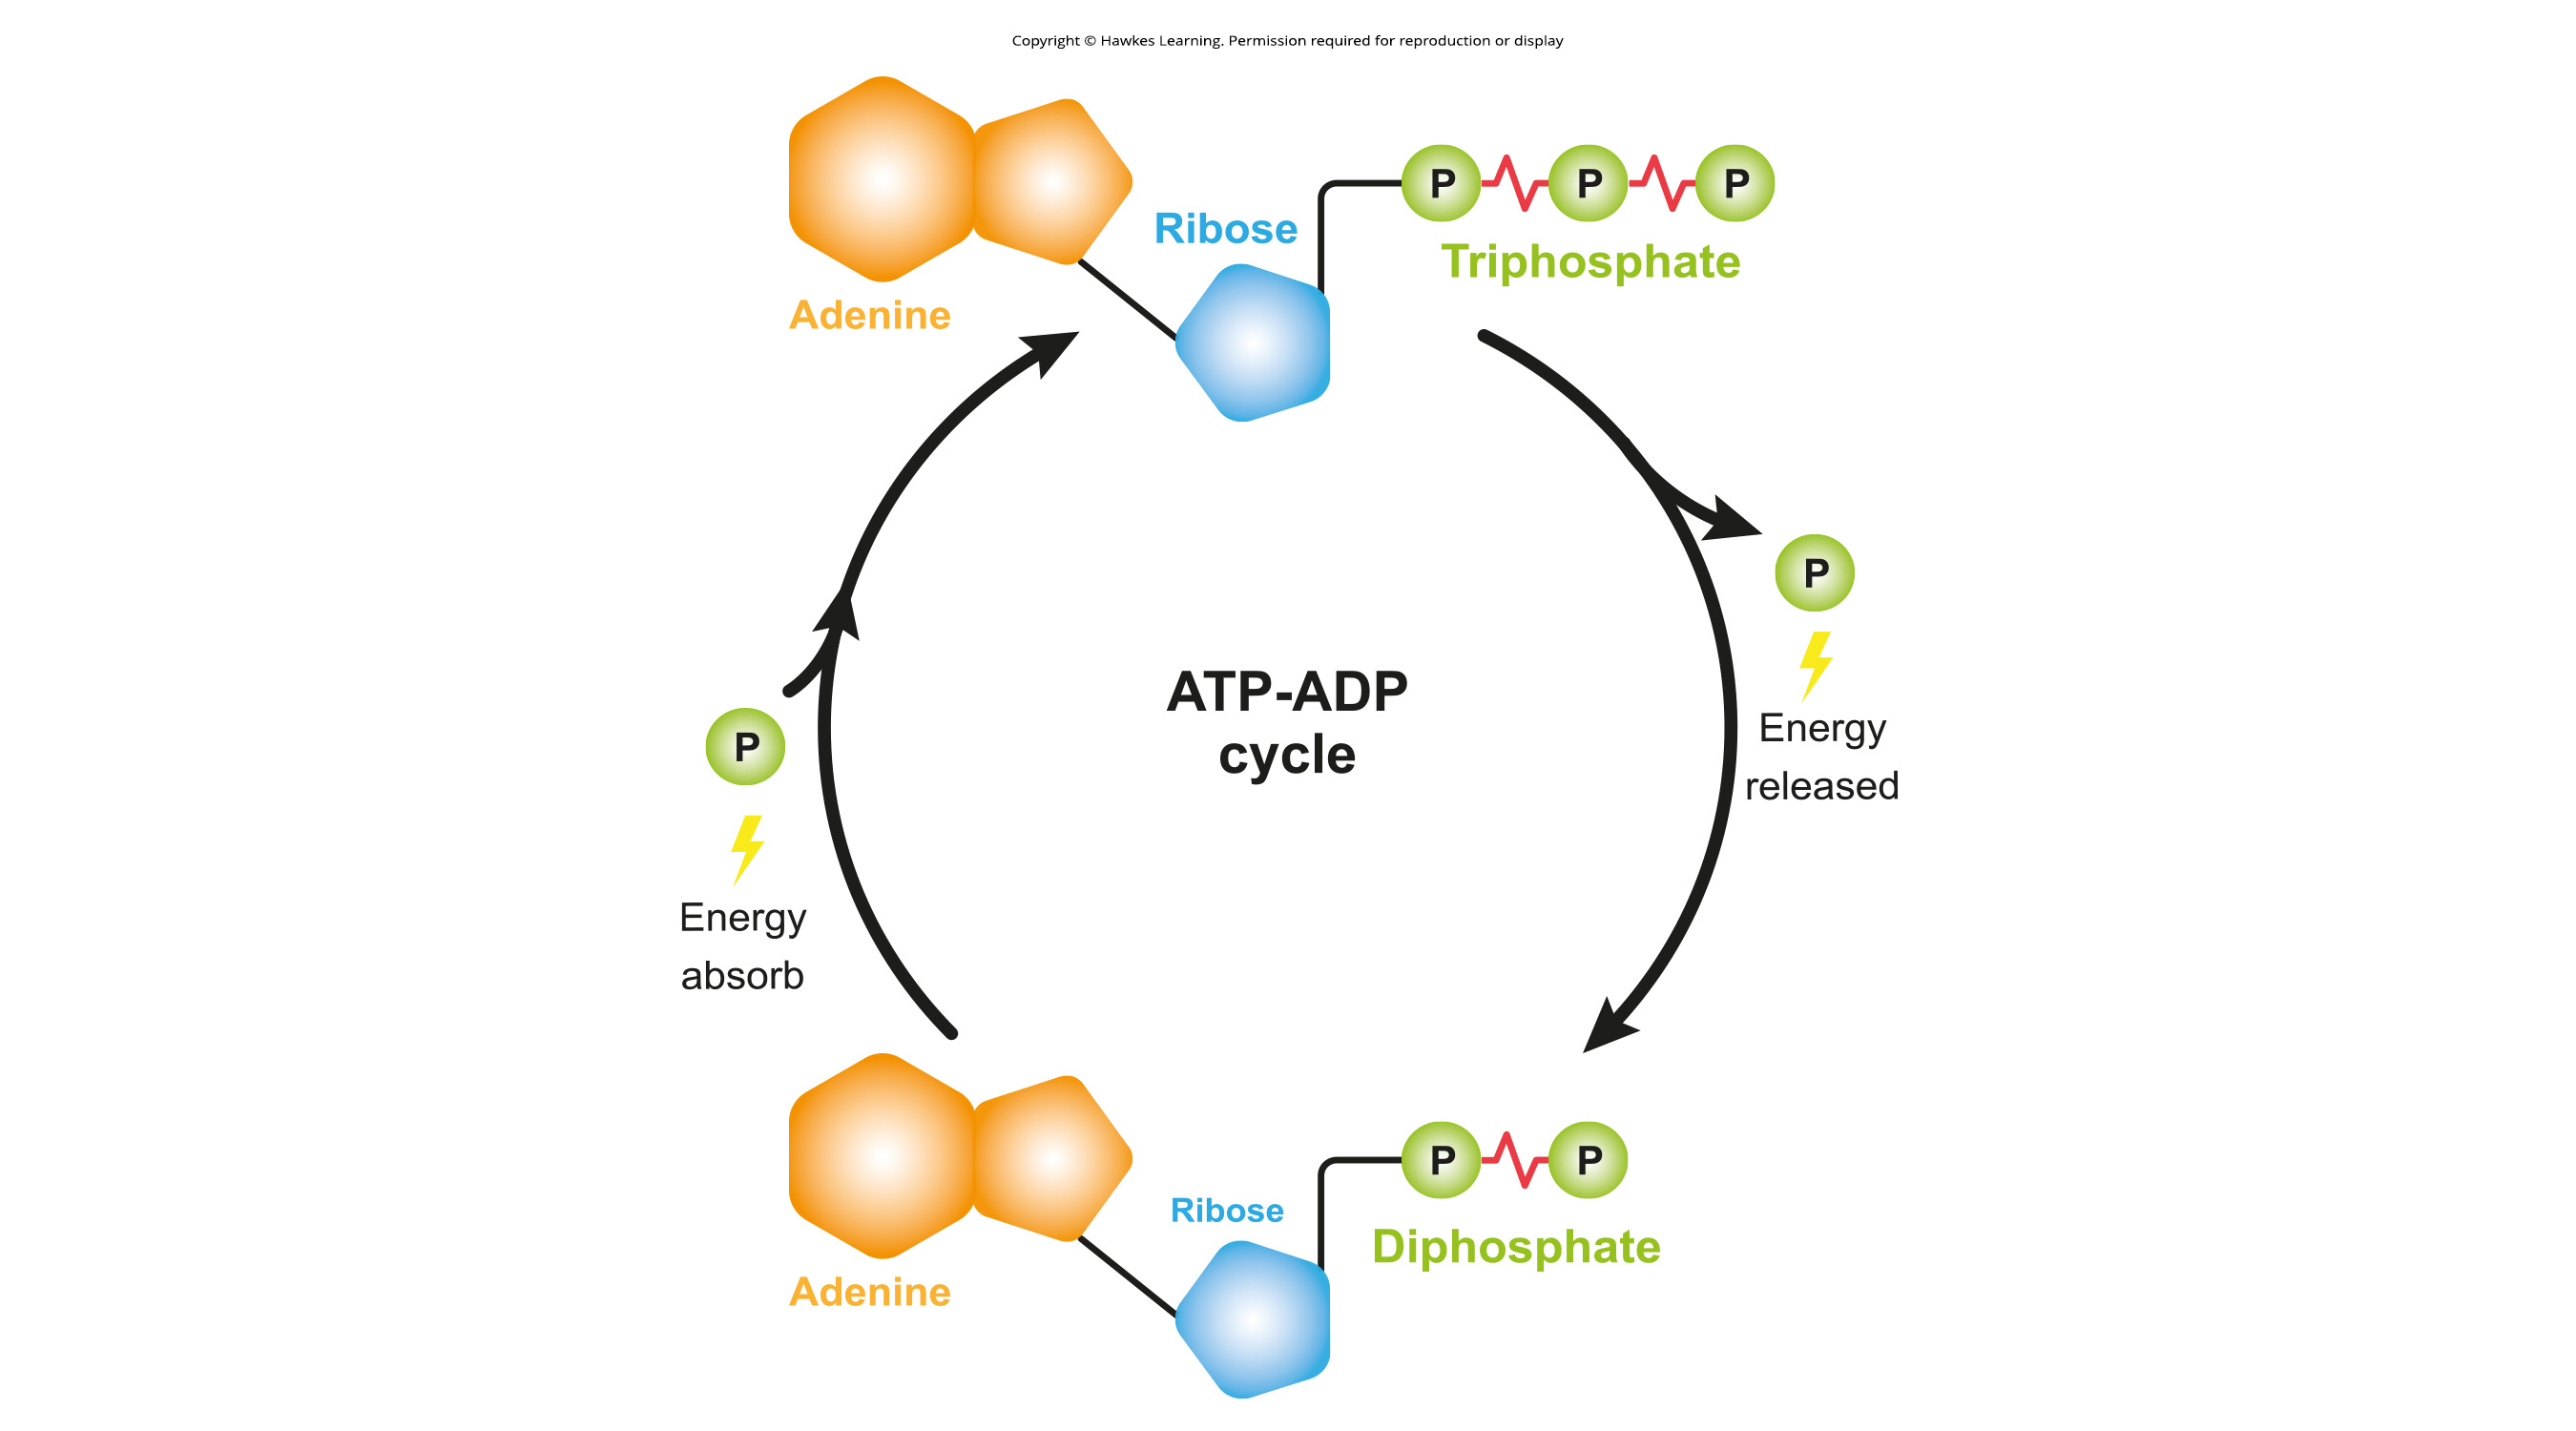 Copyright © Hawkes Learning. Permission required for reproduction or display
P P P
Ribose
Triphosphate
Adenine
P
ATP-ADP
cycle
Energy
released
P
Energy
absorb
P P
Ribose
Diphosphate
Adenine